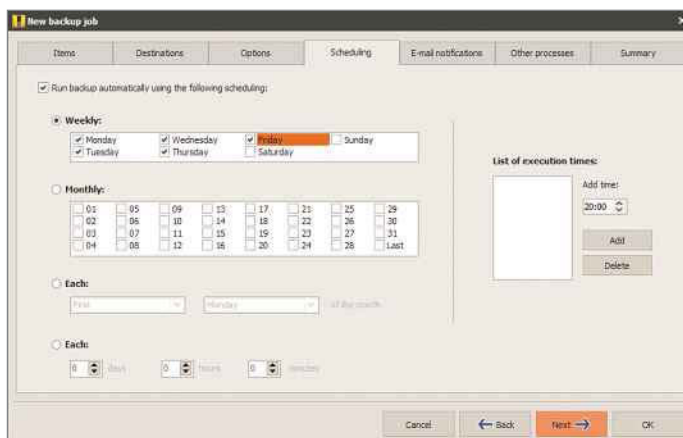 New backup job
Items Destinations Options Scheduling E-mail notifications Other processes Summary
Run backup automatically using the following scheduling:
Weekly:
Monday Wednesday Friday Sunday
Tuesday Thursday Saturday
List of execution times:
Add time:
20:00
Add
Delete
Monthly:
01 05 09 13 17 21 25 29
02 06 10 14 18 22 26 30
03 07 11 15 19 23 27 31
04 08 12 16 20 24 28 Last
Each:
First Monday of the month
Each:
0 days 0 hours 0 minutes
Cancel Back Next OK